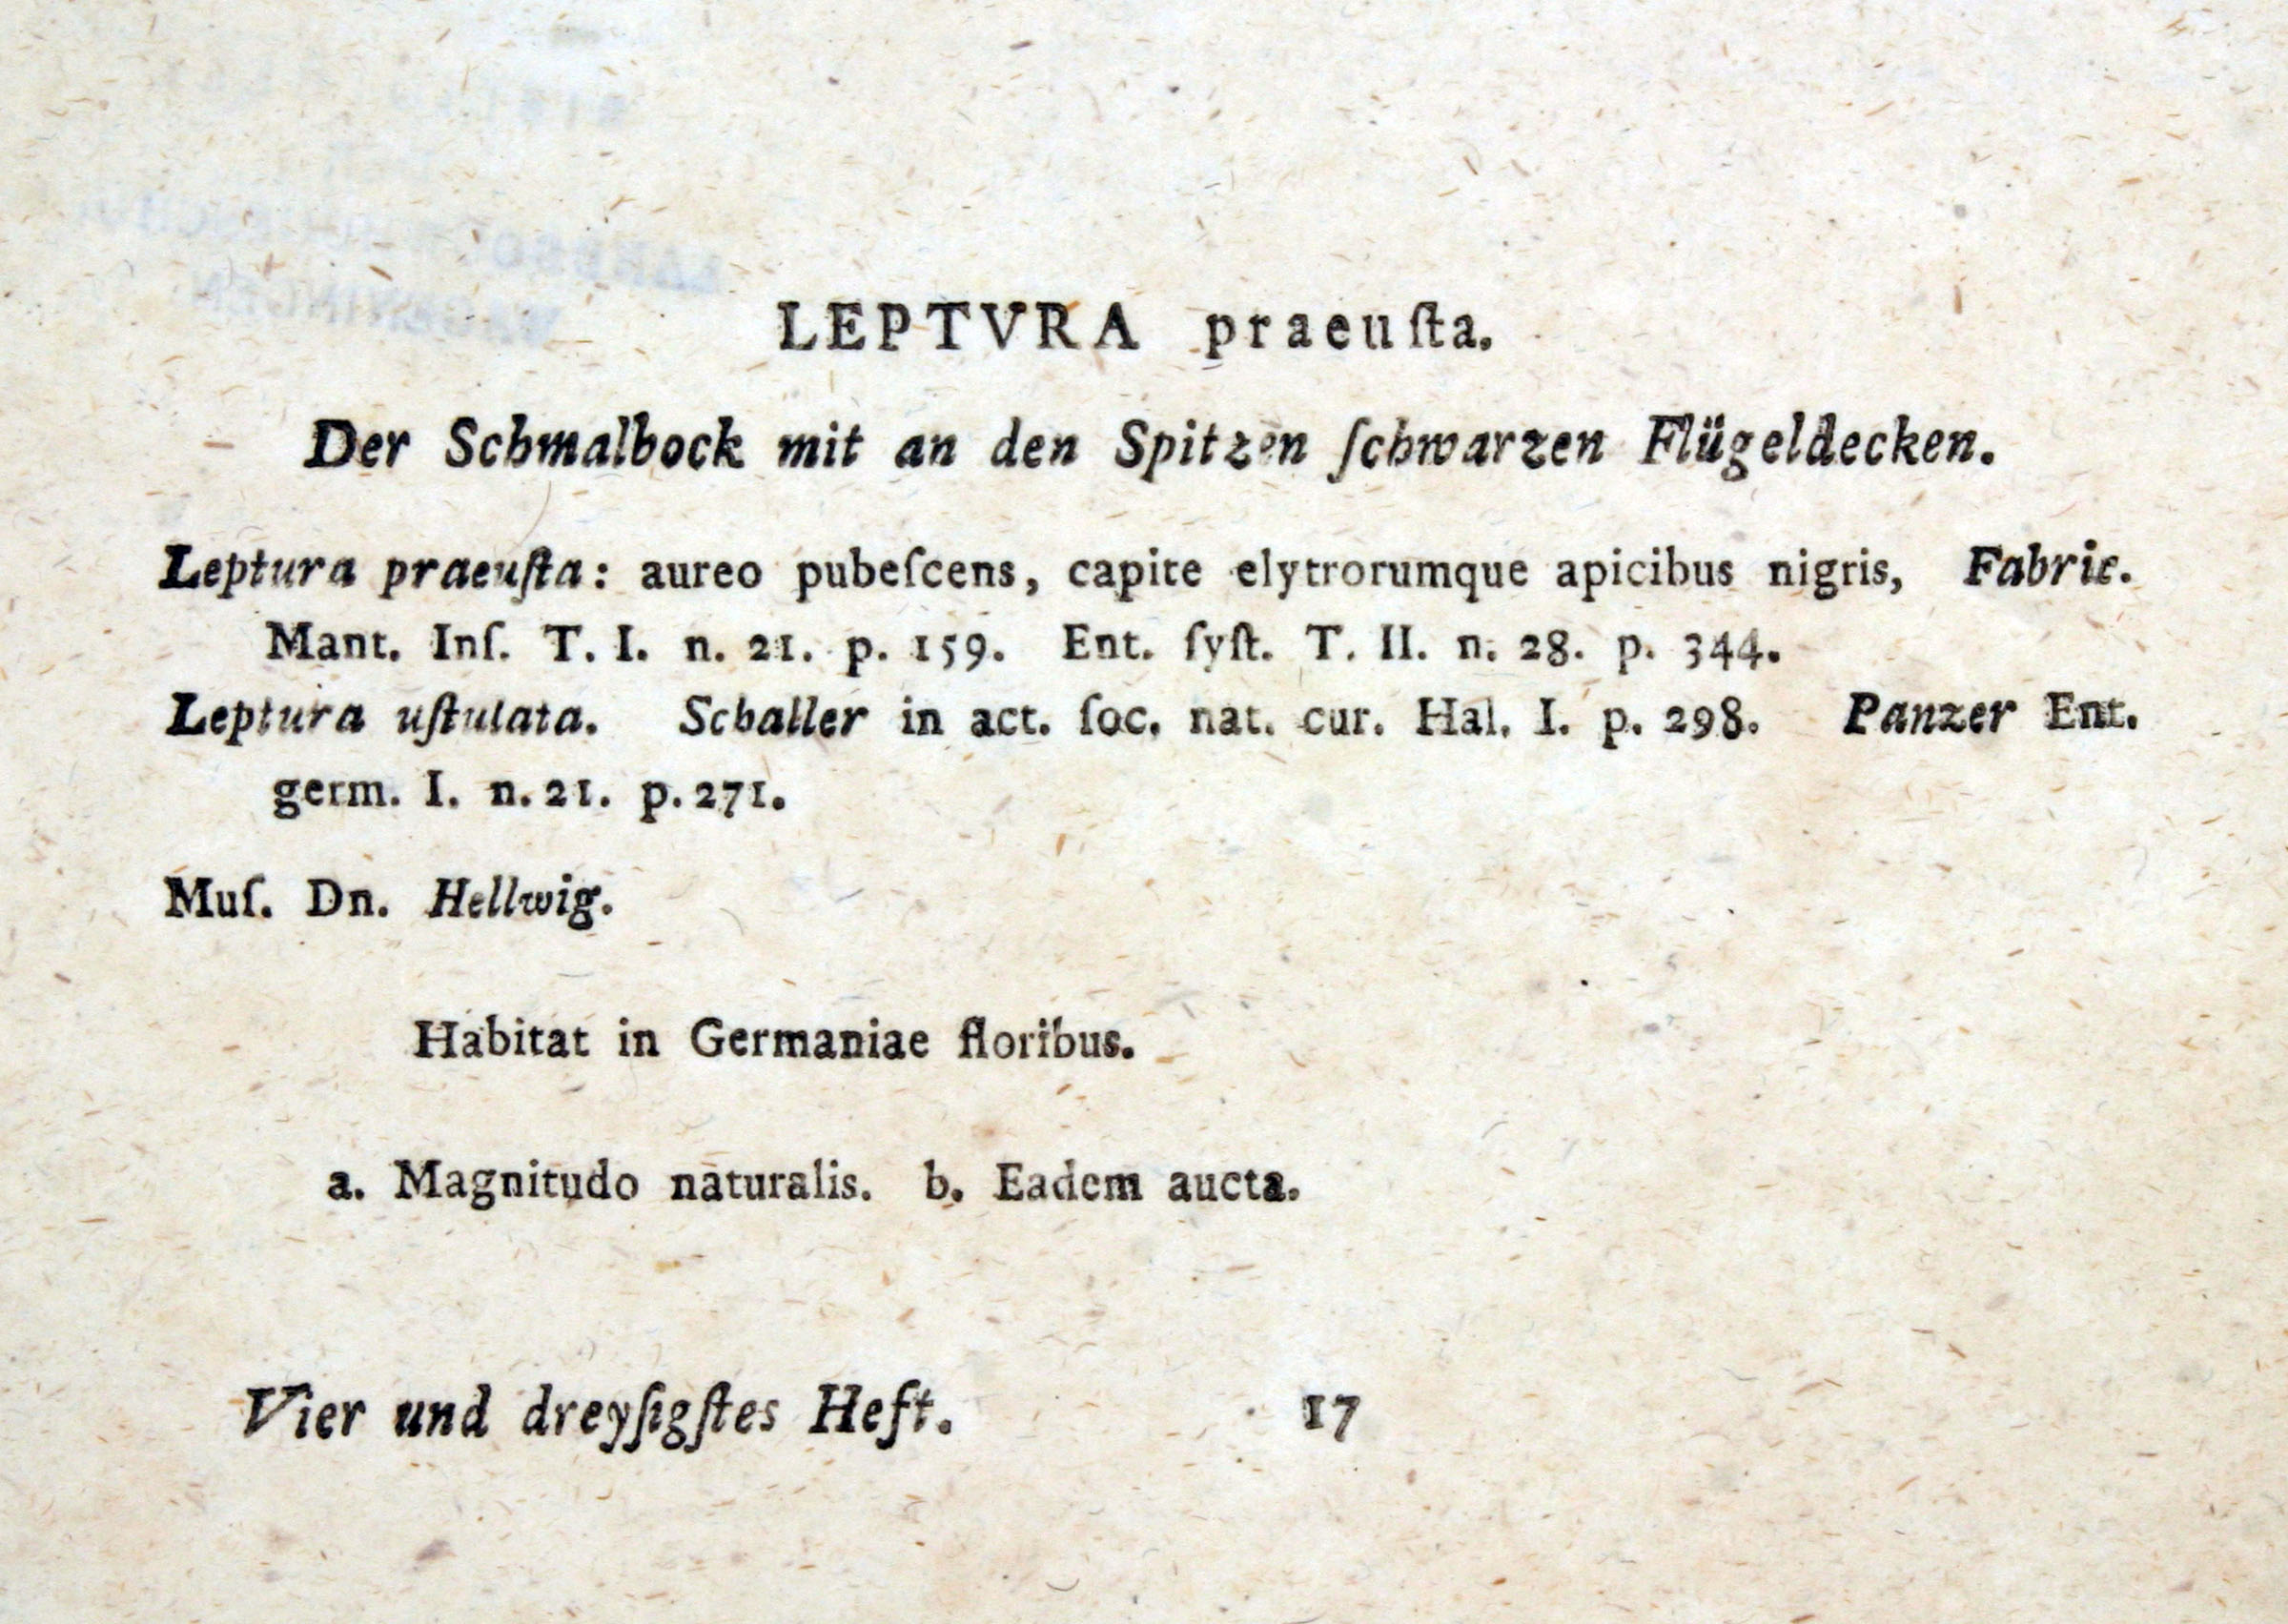 LEPTVRA praeuſta.
Der Schmalbock mit an den Spitzen ſchwarzen Flügeldecken.
Leptura praeuſta: aureo pubeſcens, capite elytrorumque apicibus nigris, Fabric.
Mant. Inſ. T. I. n. 21. p. 159. Ent. ſyſt. T. II. n. 28. p. 344.
Leptura uſtulata. Schaller in act. ſoc. nat. cur. Hal. I. p. 298. Panzer Ent.
germ. I. n. 21. p. 271.
Muſ. Dn. Hellwig.
Habitat in Germaniae floribus.
a. Magnitudo naturalis. b. Eadem aucta.
Vier und dreyſigſtes Heft. 17